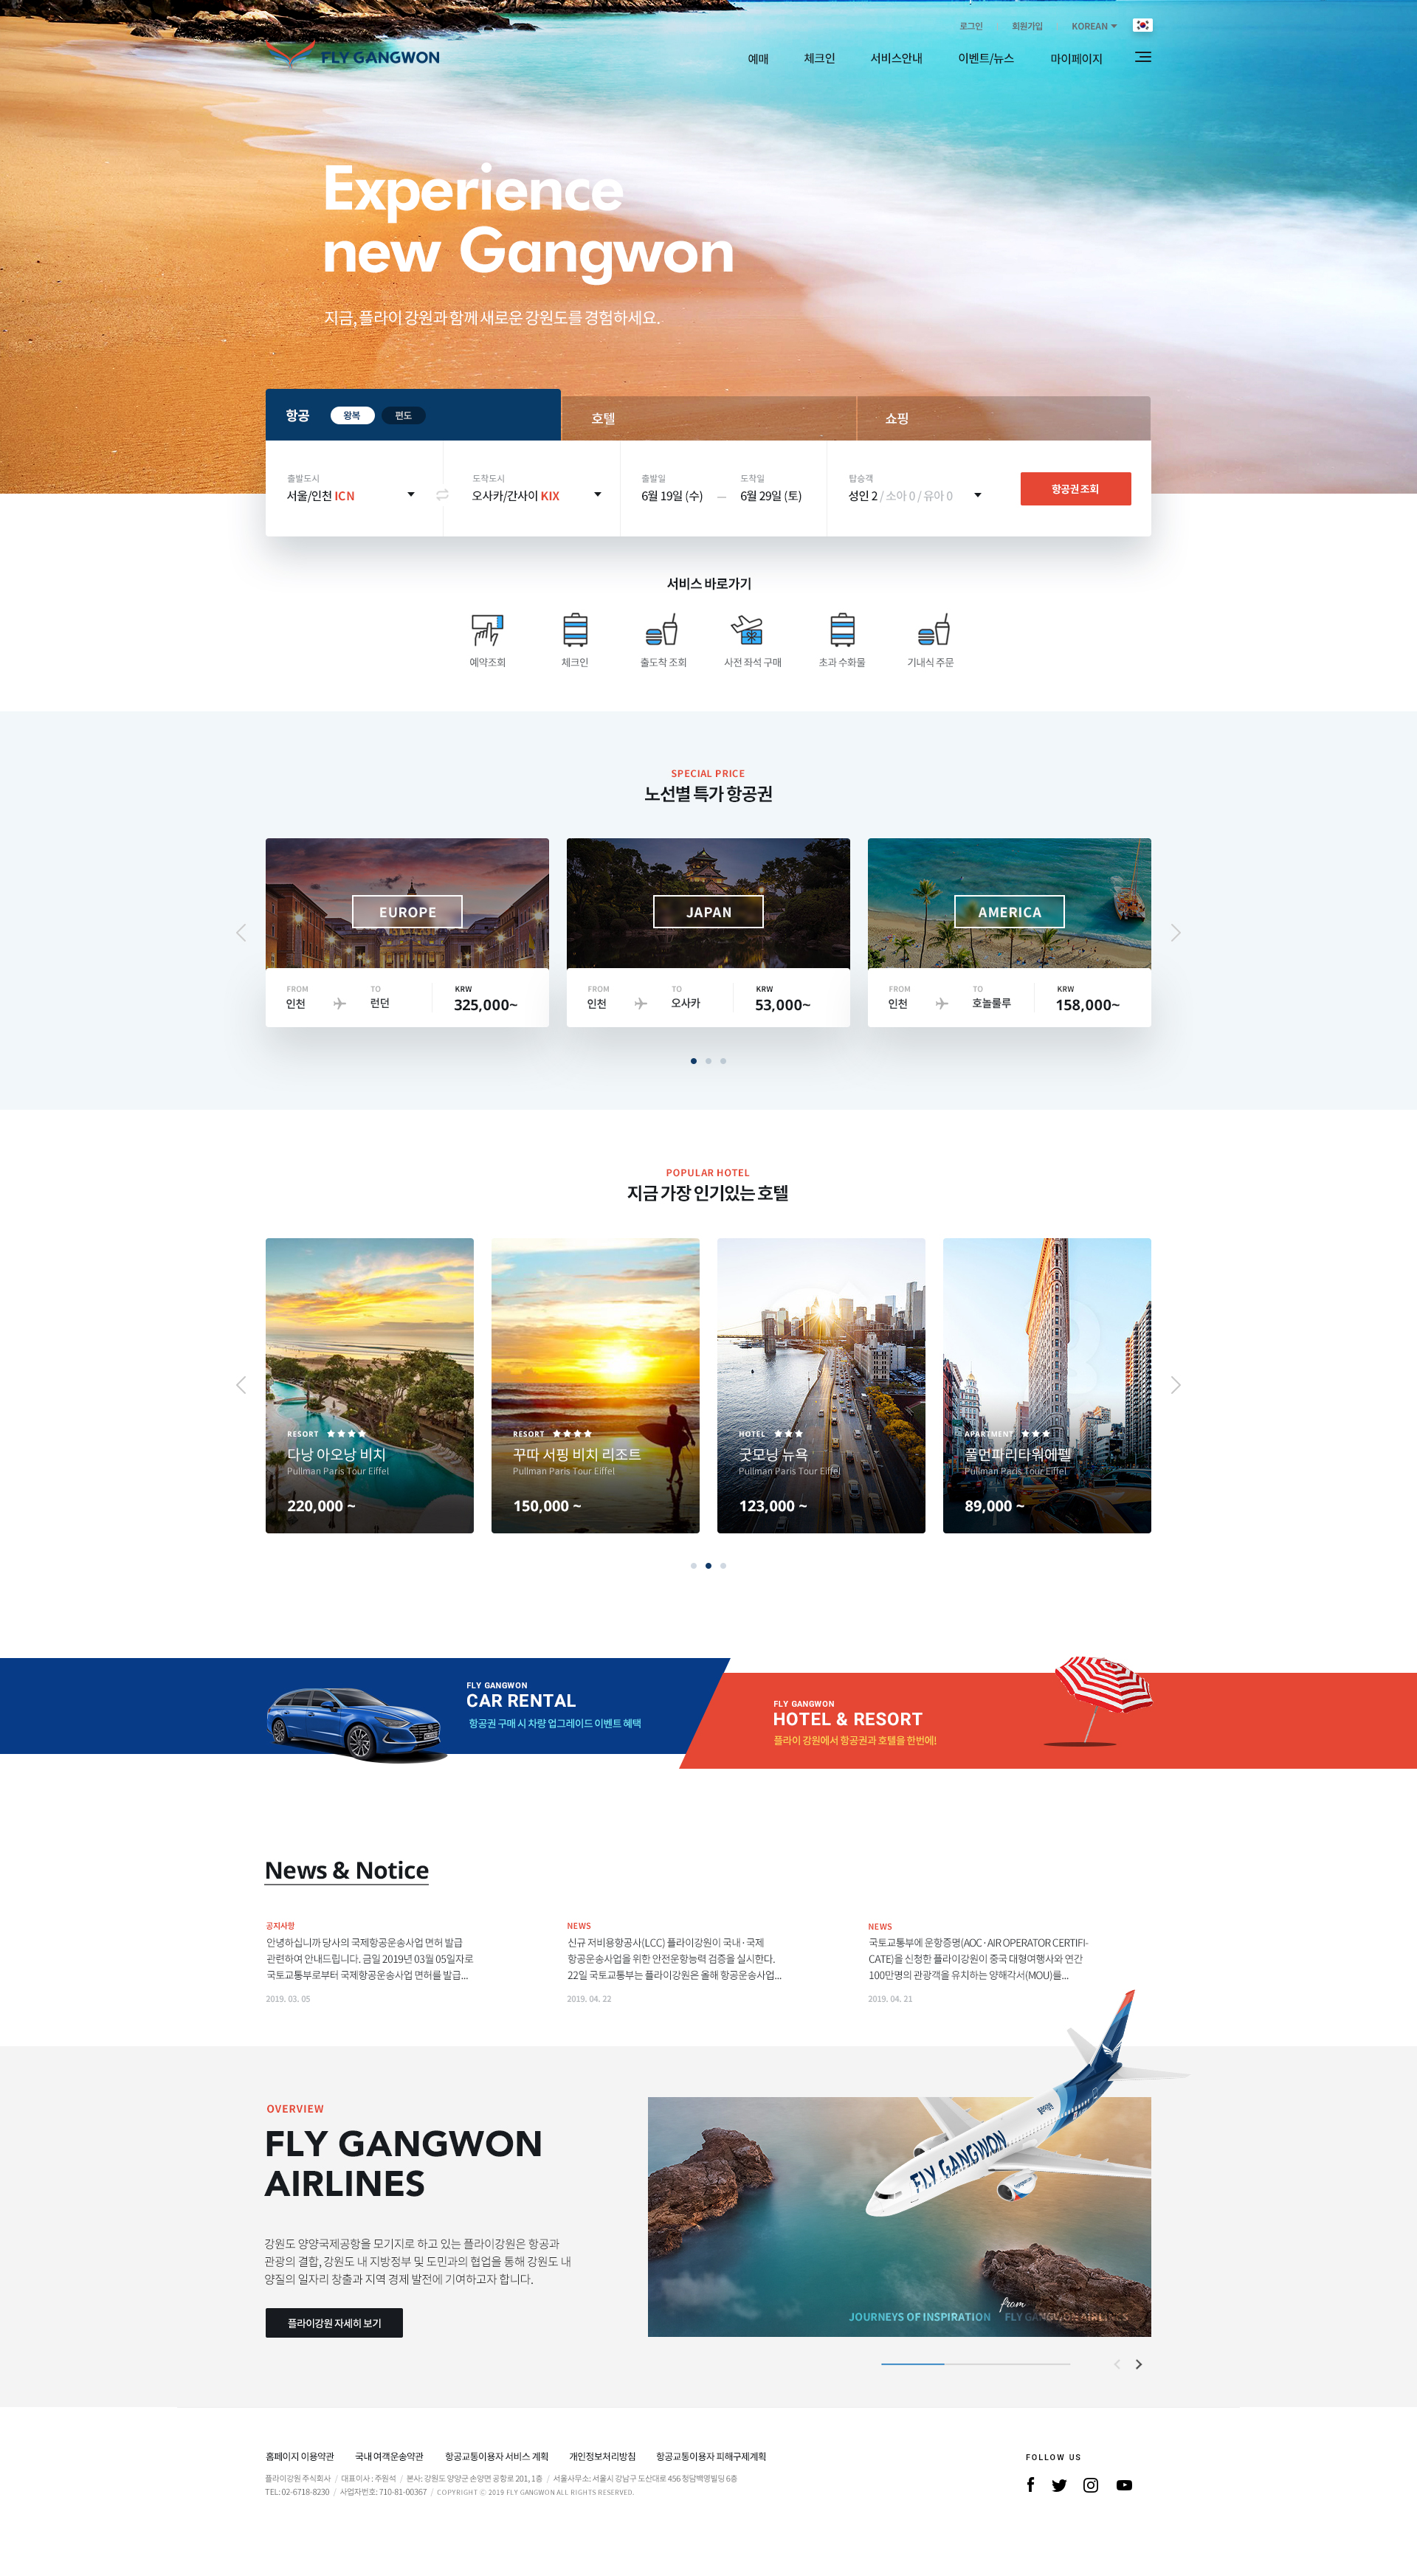 로그인 회원가입 KOREAN
FLY GANGWON
예매 체크인 서비스안내 이벤트/뉴스 마이페이지
Experience
new Gangwon
지금, 플라이 강원과 함께 새로운 강원도를 경험하세요.
항공 왕복 편도 호텔 쇼핑
출발도시 도착도시 출발일 도착일 탑승객
서울/인천 ICN 오사카/간사이 KIX 6월 19일 (수) — 6월 29일 (토) 성인 2 / 소아 0 / 유아 0 항공권 조회
서비스 바로가기
예약조회 체크인 출도착 조회 사전 좌석 구매 초과 수화물 기내식 주문
SPECIAL PRICE
노선별 특가 항공권
EUROPE JAPAN AMERICA
FROM TO KRW FROM TO KRW FROM TO KRW
인천 런던 325,000~ 인천 오사카 53,000~ 인천 호놀룰루 158,000~
POPULAR HOTEL
지금 가장 인기있는 호텔
RESORT RESORT HOTEL APARTMENT
다낭 아오낭 비치 꾸따 서핑 비치 리조트 굿모닝 뉴욕 풀먼파리타워에펠
Pullman Paris Tour Eiffel Pullman Paris Tour Eiffel Pullman Paris Tour Eiffel Pullman Paris Tour Eiffel
220,000 ~ 150,000 ~ 123,000 ~ 89,000 ~
FLY GANGWON
CAR RENTAL
항공권 구매 시 차량 업그레이드 이벤트 혜택
FLY GANGWON
HOTEL & RESORT
플라이 강원에서 항공권과 호텔을 한번에!
News & Notice
공지사항
안녕하십니까 당사의 국제항공운송사업 면허 발급
관련하여 안내드립니다. 금일 2019년 03월 05일자로
국토교통부로부터 국제항공운송사업 면허를 발급...
2019. 03. 05
NEWS
신규 저비용항공사(LCC) 플라이강원이 국내·국제
항공운송사업을 위한 안전운항능력 검증을 실시한다.
22일 국토교통부는 플라이강원은 올해 항공운송사업...
2019. 04. 22
NEWS
국토교통부에 운항증명(AOC·AIR OPERATOR CERTIFI-
CATE)을 신청한 플라이강원이 중국 대형여행사와 연간
100만명의 관광객을 유치하는 양해각서(MOU)를...
2019. 04. 21
OVERVIEW
FLY GANGWON
AIRLINES
강원도 양양국제공항을 모기지로 하고 있는 플라이강원은 항공과
관광의 결합, 강원도 내 지방정부 및 도민과의 협업을 통해 강원도 내
양질의 일자리 창출과 지역 경제 발전에 기여하고자 합니다.
플라이강원 자세히 보기
플라이강원
FLY GANGWON
JOURNEYS OF INSPIRATION from FLY GANGWON AIRLINES
홈페이지 이용약관 국내 여객운송약관 항공교통이용자 서비스 계획 개인정보처리방침 항공교통이용자 피해구제계획
플라이강원 주식회사 / 대표이사 : 주원석 / 본사: 강원도 양양군 손양면 공항로 201, 1층 / 서울사무소: 서울시 강남구 도산대로 456 청담백영빌딩 6층
TEL: 02-6718-8230 / 사업자번호: 710-81-00367 / COPYRIGHT ⓒ 2019 FLY GANGWON ALL RIGHTS RESERVED.
FOLLOW US